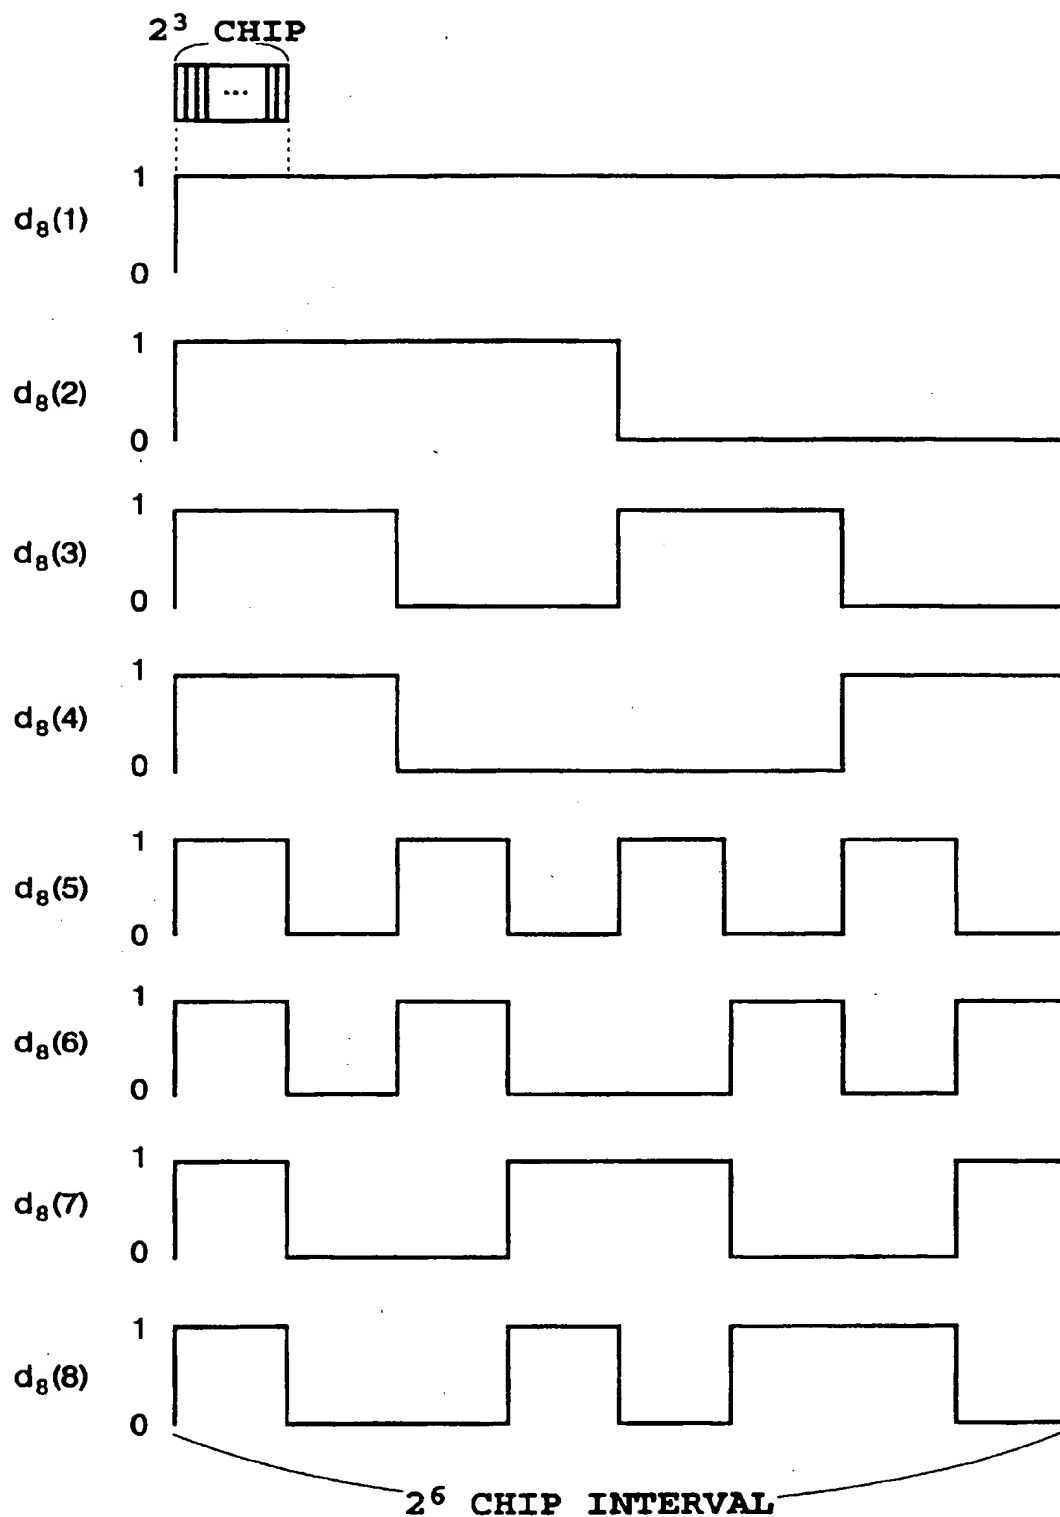 2³ CHIP
...
1
d₈(1)
0
1
d₈(2)
0
1
d₈(3)
0
1
d₈(4)
0
1
d₈(5)
0
1
d₈(6)
0
1
d₈(7)
0
1
d₈(8)
0
2⁶ CHIP INTERVAL